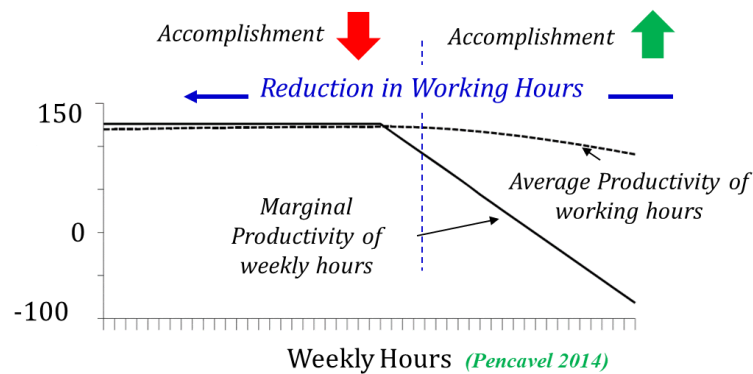 Accomplishment
Accomplishment
Reduction in Working Hours
150
Average Productivity of
working hours
Marginal
Productivity of
weekly hours
0
-100
Weekly Hours (Pencavel 2014)